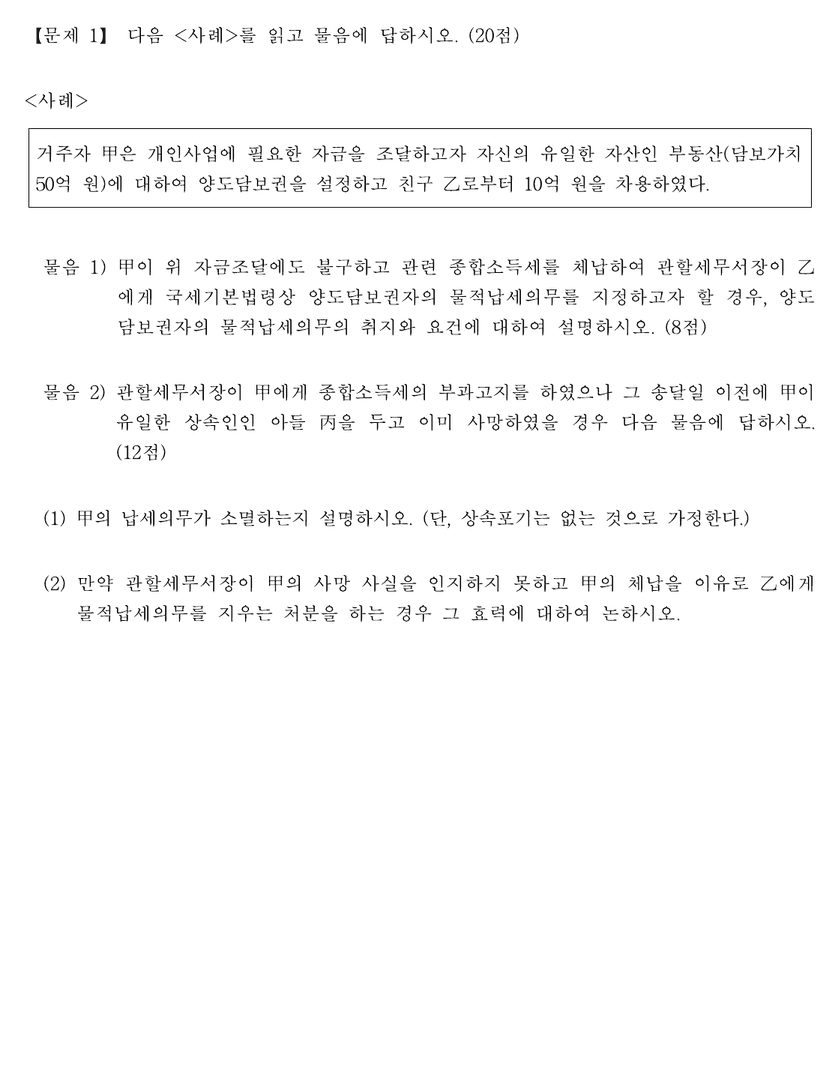 【문제 1】 다음 <사례>를 읽고 물음에 답하시오. (20점)
<사례>
거주자 甲은 개인사업에 필요한 자금을 조달하고자 자신의 유일한 자산인 부동산(담보가치
50억 원)에 대하여 양도담보권을 설정하고 친구 乙로부터 10억 원을 차용하였다.
물음 1) 甲이 위 자금조달에도 불구하고 관련 종합소득세를 체납하여 관할세무서장이 乙
에게 국세기본법령상 양도담보권자의 물적납세의무를 지정하고자 할 경우, 양도
담보권자의 물적납세의무의 취지와 요건에 대하여 설명하시오. (8점)
물음 2) 관할세무서장이 甲에게 종합소득세의 부과고지를 하였으나 그 송달일 이전에 甲이
유일한 상속인인 아들 丙을 두고 이미 사망하였을 경우 다음 물음에 답하시오.
(12점)
(1) 甲의 납세의무가 소멸하는지 설명하시오. (단, 상속포기는 없는 것으로 가정한다.)
(2) 만약 관할세무서장이 甲의 사망 사실을 인지하지 못하고 甲의 체납을 이유로 乙에게
물적납세의무를 지우는 처분을 하는 경우 그 효력에 대하여 논하시오.